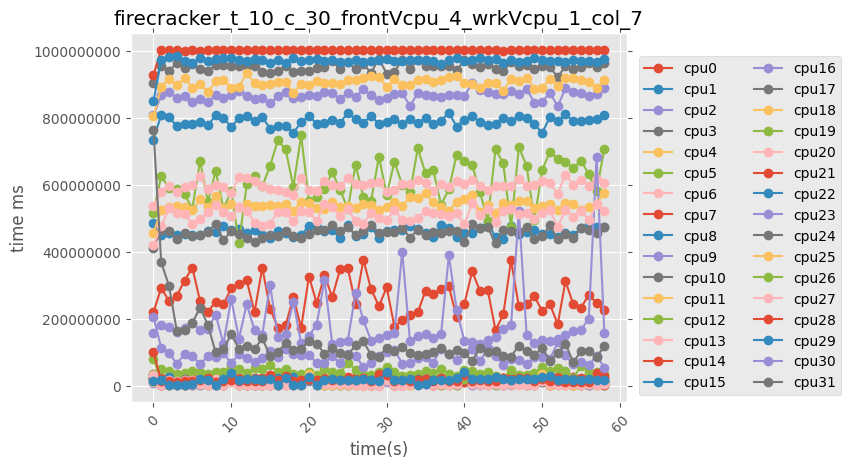 firecracker_t_10_c_30_frontVcpu_4_wrkVcpu_1_col_7
1000000000
800000000
600000000
400000000
200000000
0
time ms
0 10 20 30 40 50 60
time(s)
cpu0 cpu16
cpu1 cpu17
cpu2 cpu18
cpu3 cpu19
cpu4 cpu20
cpu5 cpu21
cpu6 cpu22
cpu7 cpu23
cpu8 cpu24
cpu9 cpu25
cpu10 cpu26
cpu11 cpu27
cpu12 cpu28
cpu13 cpu29
cpu14 cpu30
cpu15 cpu31